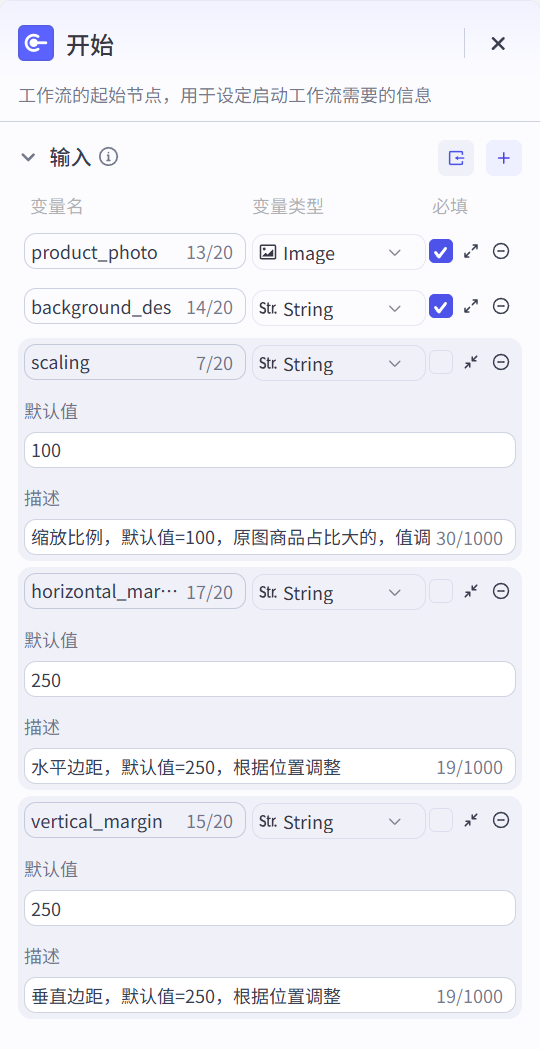 开始
工作流的起始节点，用于设定启动工作流需要的信息
输入
变量名 变量类型 必填
product_photo 13/20 Image
background_des 14/20 Str. String
scaling 7/20 Str. String
默认值
100
描述
缩放比例，默认值=100，原图商品占比大的，值调 30/1000
horizontal_mar··· 17/20 Str. String
默认值
250
描述
水平边距，默认值=250，根据位置调整 19/1000
vertical_margin 15/20 Str. String
默认值
250
描述
垂直边距，默认值=250，根据位置调整 19/1000